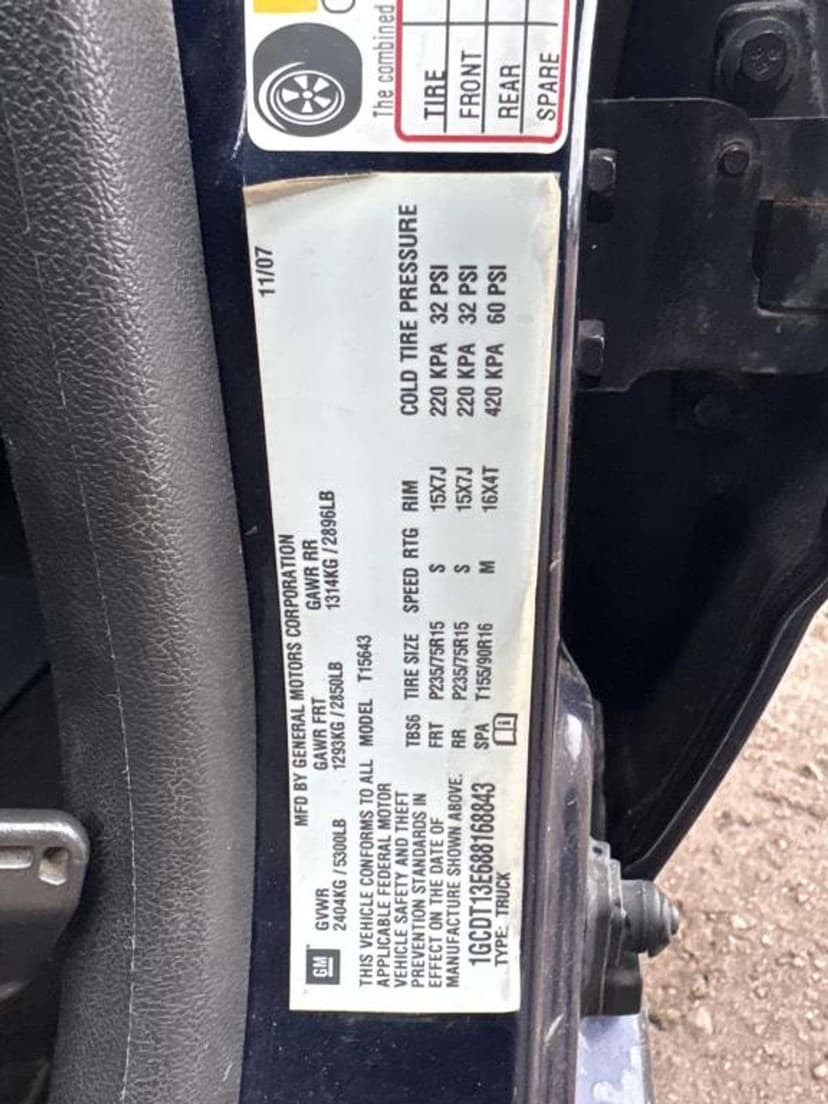 The combined
TIRE
FRONT
REAR
SPARE
MFD BY GENERAL MOTORS CORPORATION 11/07
GM
GVWR GAWR FRT GAWR RR
2404KG/5300LB 1293KG/2850LB 1314KG/2896LB
THIS VEHICLE CONFORMS TO ALL
APPLICABLE FEDERAL MOTOR
VEHICLE SAFETY AND THEFT
PREVENTION STANDARDS IN
EFFECT ON THE DATE OF
MANUFACTURE SHOWN ABOVE.
1GCDT13E688168843
TYPE: TRUCK
MODEL T15643
TBS6 TIRE SIZE SPEED RTG RIM COLD TIRE PRESSURE
FRT P235/75R15 S 15X7J 220 KPA 32 PSI
RR P235/75R15 S 15X7J 220 KPA 32 PSI
SPA T155/90R16 M 16X4T 420 KPA 60 PSI